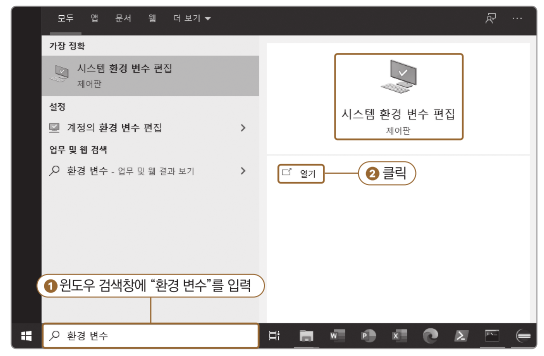 모두 앱 문서 웹 더 보기
가장 정확
시스템 환경 변수 편집
제어판
설정
계정의 환경 변수 편집
업무 및 웹 검색
환경 변수 - 업무 및 웹 결과 보기
시스템 환경 변수 편집
제어판
열기
② 클릭
① 윈도우 검색창에 “환경 변수”를 입력
환경 변수